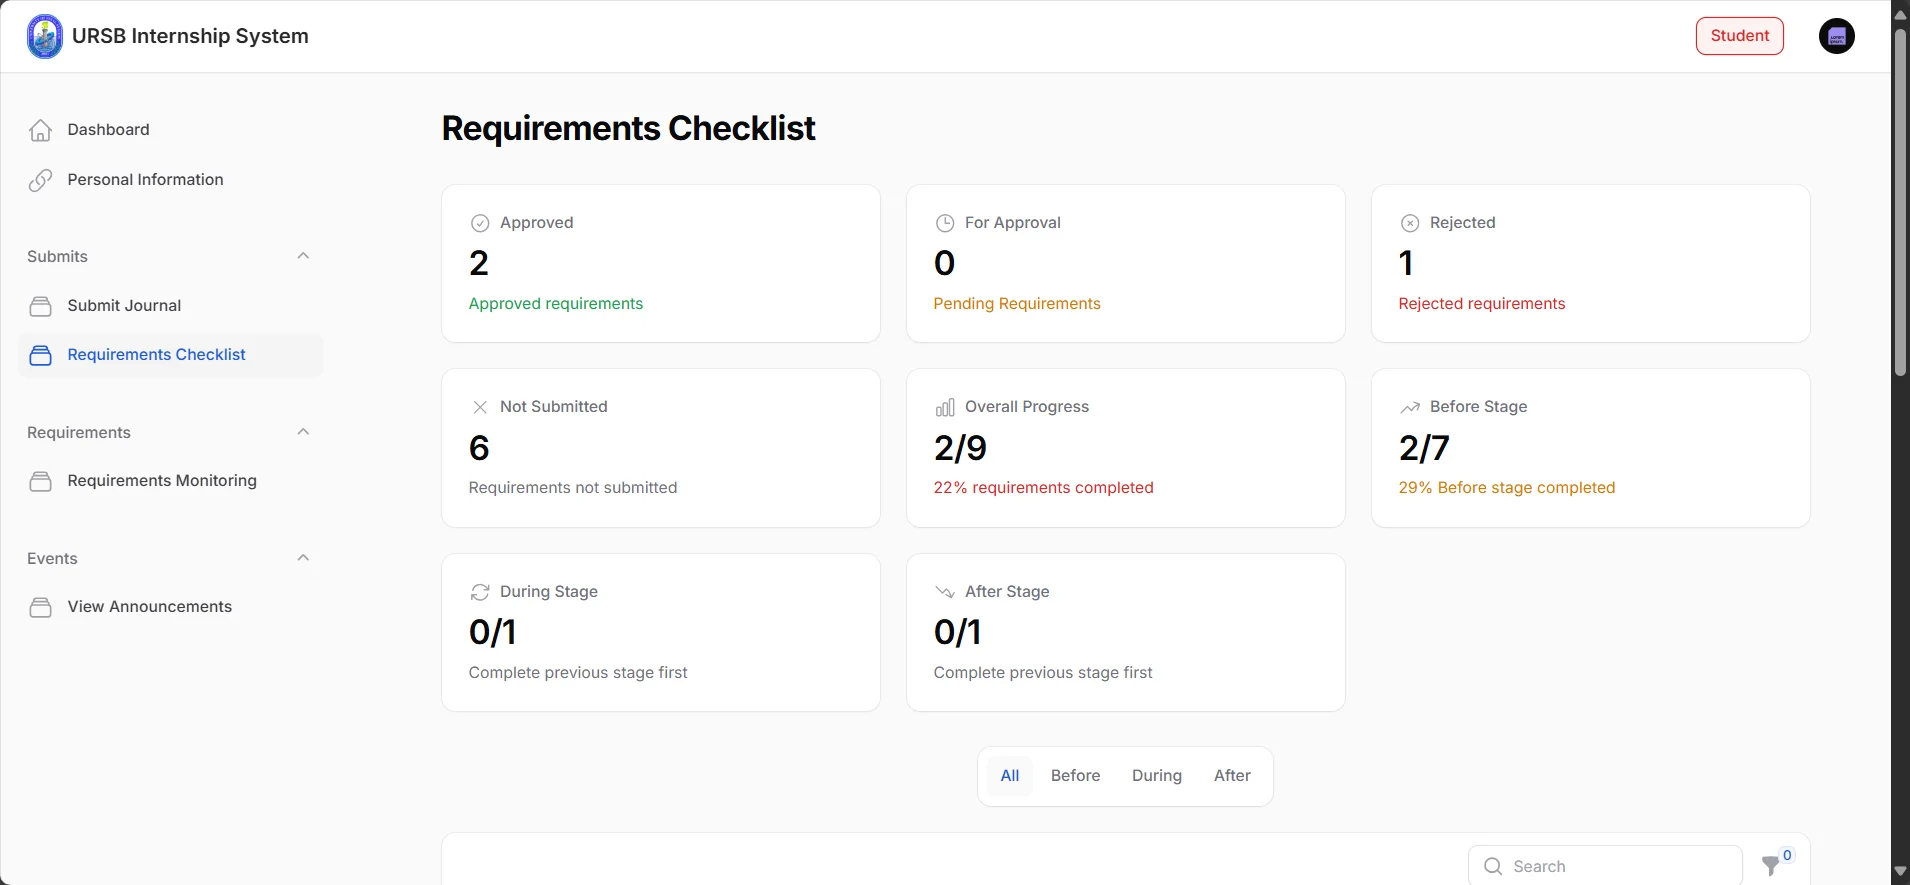 URSB Internship System
Student
Dashboard
Personal Information
Submits
Submit Journal
Requirements Checklist
Requirements
Requirements Monitoring
Events
View Announcements
Requirements Checklist
Approved
2
Approved requirements
For Approval
0
Pending Requirements
Rejected
1
Rejected requirements
Not Submitted
6
Requirements not submitted
Overall Progress
2/9
22% requirements completed
Before Stage
2/7
29% Before stage completed
During Stage
0/1
Complete previous stage first
After Stage
0/1
Complete previous stage first
All Before During After
Search
0